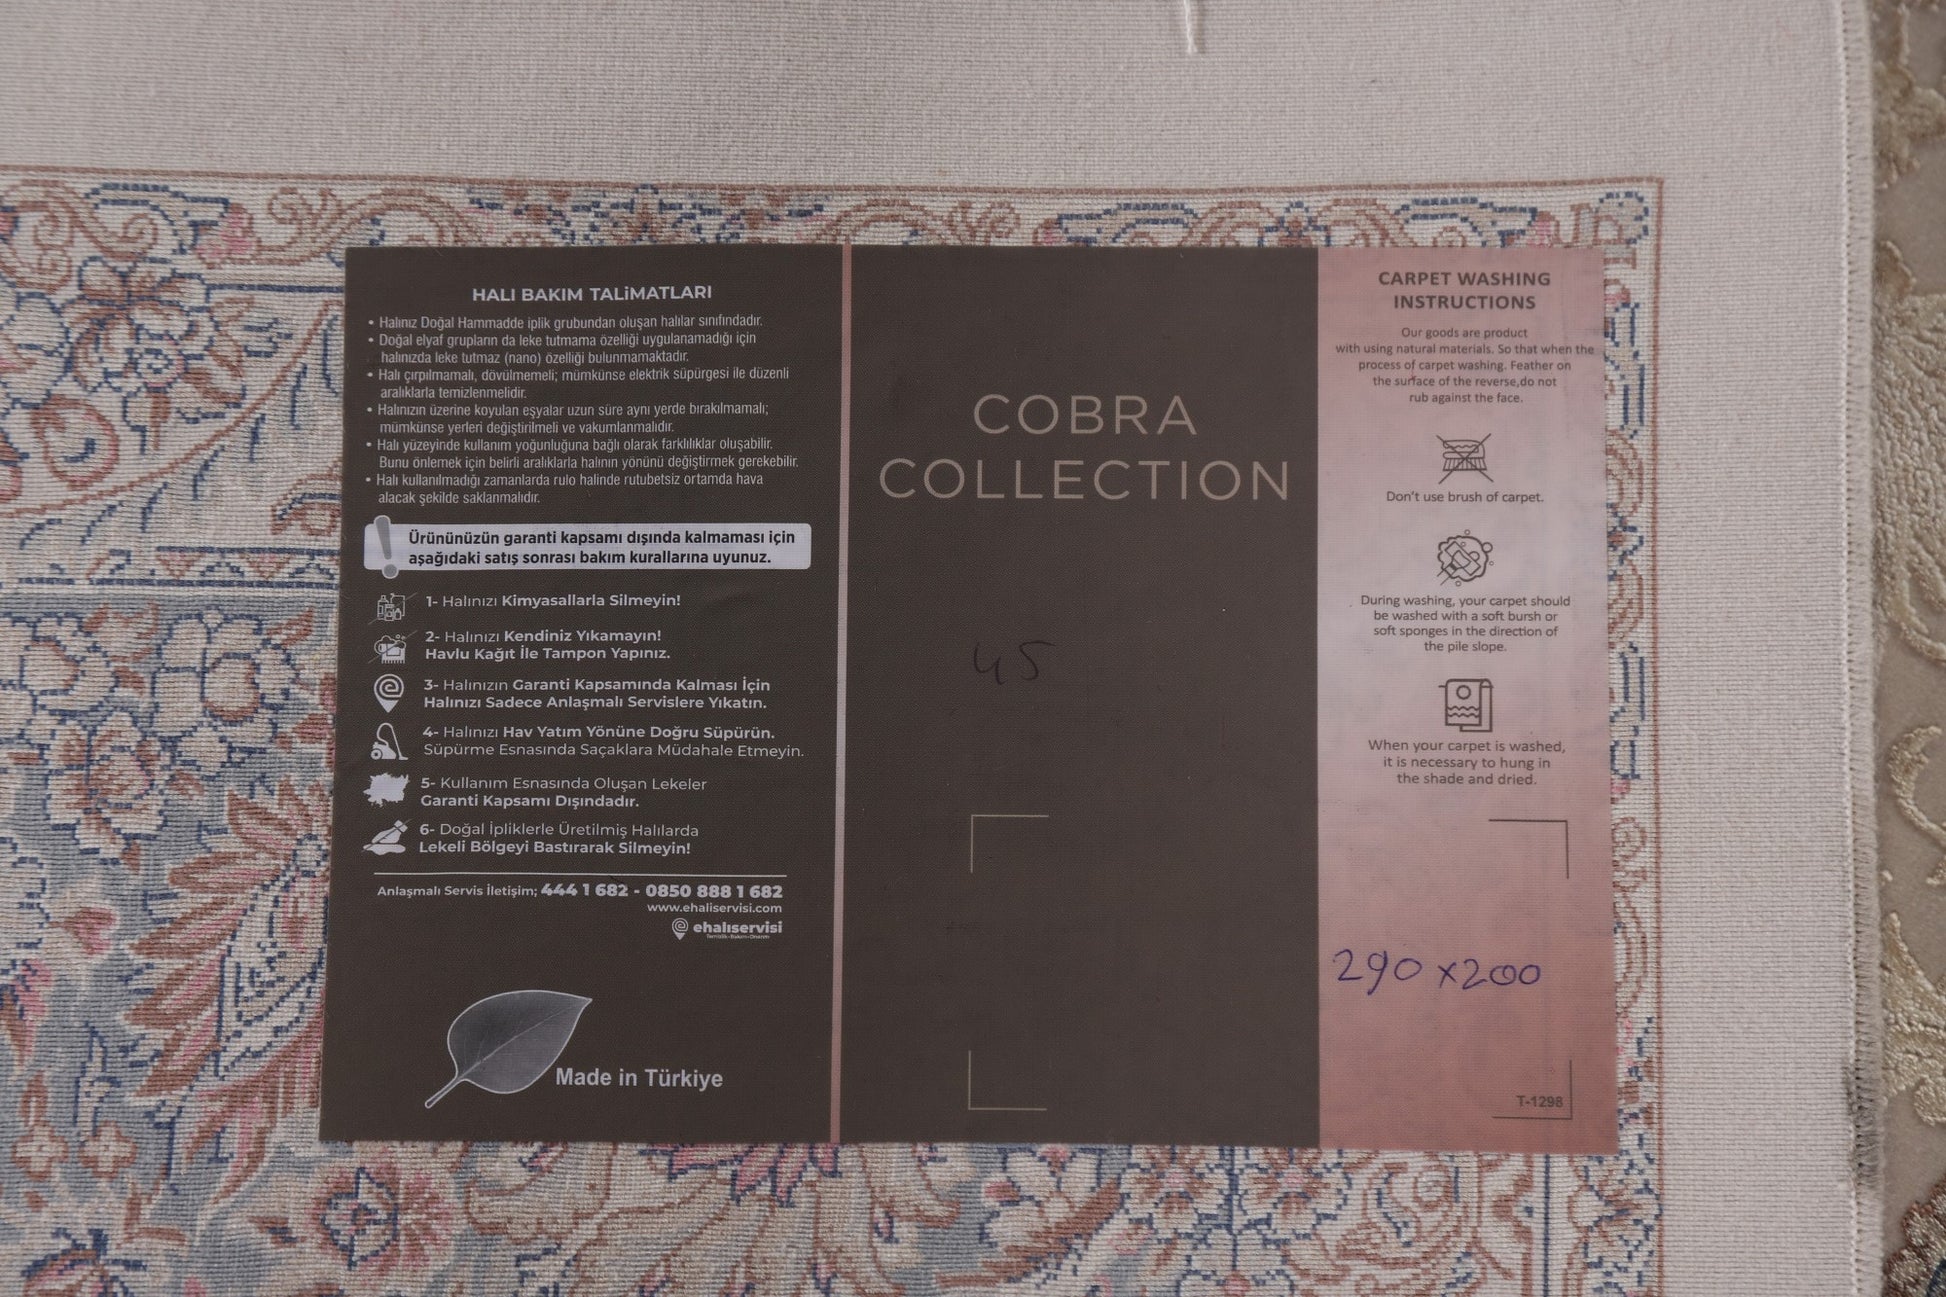 HALI BAKIM TALİMATLARI
• Halınız Doğal Hammadde iplik grubundan oluşan halılar sınıfındadır.
• Doğal elyaf grupların da leke tutmama özelliği uygulanamadığı için
halınızda leke tutmaz (nano) özelliği bulunmamaktadır.
• Halı çırpılmamalı, dövülmemeli; mümkünse elektrik süpürgesi ile düzenli
aralıklarla temizlenmelidir.
• Halınızın üzerine koyulan eşyalar uzun süre aynı yerde bırakılmamalı;
mümkünse yerleri değiştirilmeli ve vakumlanmalıdır.
• Halı yüzeyinde kullanım yoğunluğuna bağlı olarak farklılıklar oluşabilir.
Bunu önlemek için belirli aralıklarla halının yönünü değiştirmek gerekebilir.
• Halı kullanılmadığı zamanlarda rulo halinde rutubetsiz ortamda hava
alacak şekilde saklanmalıdır.
Ürününüzün garanti kapsamı dışında kalmaması için
aşağıdaki satış sonrası bakım kurallarına uyunuz.
1- Halınızı Kimyasallarla Silmeyin!
2- Halınızı Kendiniz Yıkamayın!
Havlu Kağıt İle Tampon Yapınız.
3- Halınızın Garanti Kapsamında Kalması İçin
Halınızı Sadece Anlaşmalı Servislere Yıkatın.
4- Halınızı Hav Yatım Yönüne Doğru Süpürün.
Süpürme Esnasında Saçaklara Müdahale Etmeyin.
5- Kullanım Esnasında Oluşan Lekeler
Garanti Kapsamı Dışındadır.
6- Doğal İpliklerle Üretilmiş Halılarda
Lekeli Bölgeyi Bastırarak Silmeyin!
Anlaşmalı Servis İletişim; 444 1 682 - 0850 888 1 682
www.ehaliservisi.com
ehalıservisi
Temizlik-Bakım-Onarım
Made in Türkiye
COBRA
COLLECTION
45
CARPET WASHING
INSTRUCTIONS
Our goods are product
with using natural materials. So that when the
process of carpet washing. Feather on
the surface of the reverse,do not
rub against the face.
Don't use brush of carpet.
During washing, your carpet should
be washed with a soft bursh or
soft sponges in the direction of
the pile slope.
When your carpet is washed,
it is necessary to hung in
the shade and dried.
290 x 200
T-1298